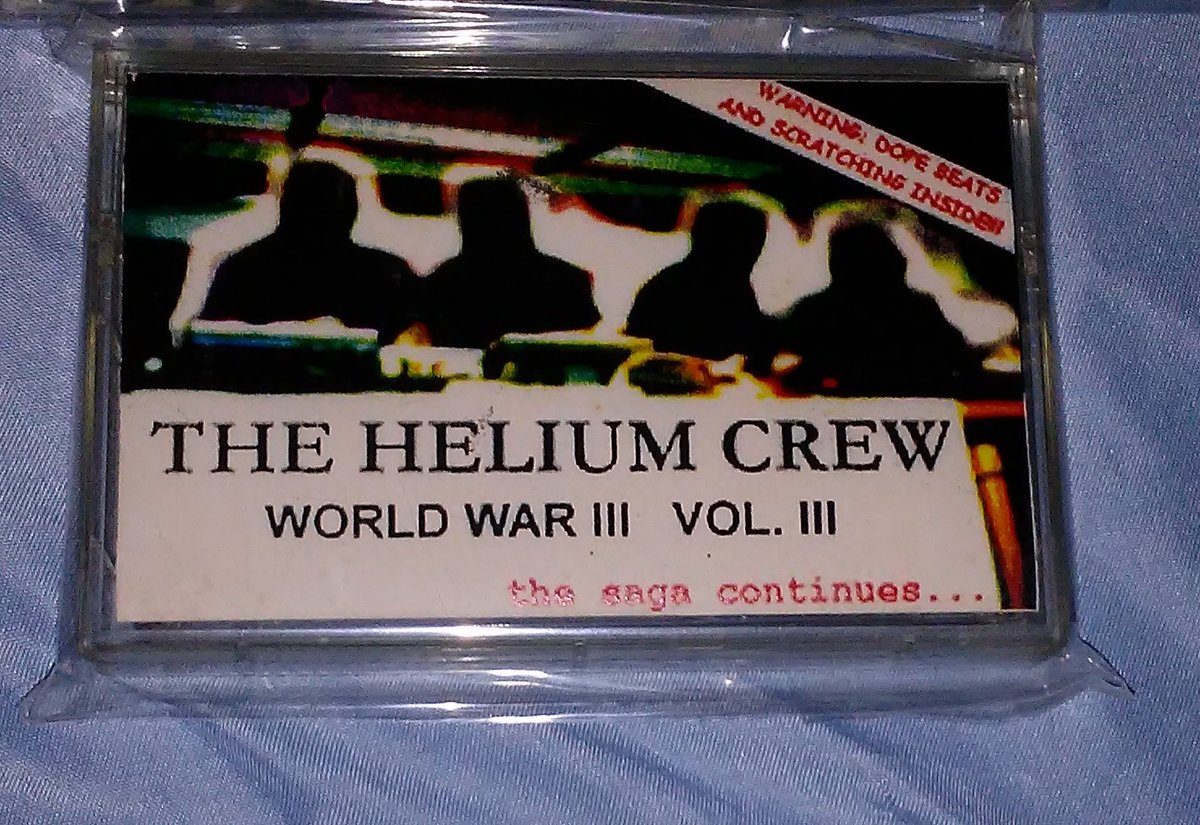 WARNING: DOPE BEATS
AND SCRATCHING INSIDE!!
THE HELIUM CREW
WORLD WAR III VOL. III
the saga continues...